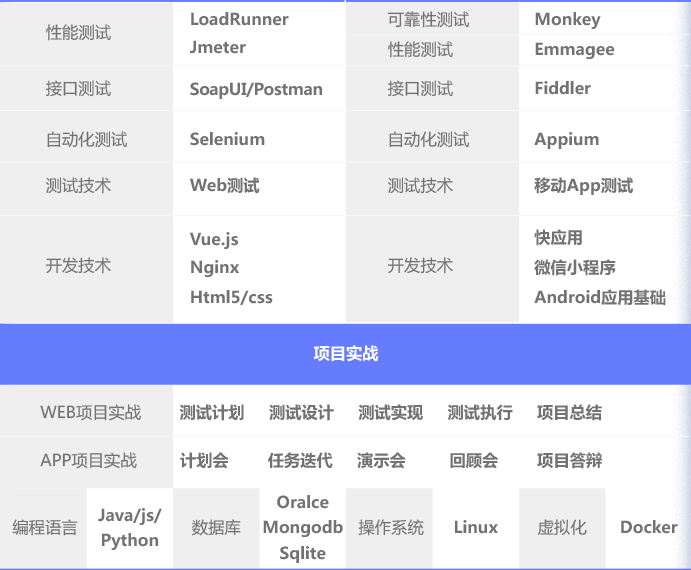 性能测试
LoadRunner
Jmeter
可靠性测试
Monkey
性能测试
Emmagee
接口测试
SoapUI/Postman
接口测试
Fiddler
自动化测试
Selenium
自动化测试
Appium
测试技术
Web测试
测试技术
移动App测试
开发技术
Vue.js
Nginx
Html5/css
开发技术
快应用
微信小程序
Android应用基础
项目实战
WEB项目实战
测试计划
测试设计
测试实现
测试执行
项目总结
APP项目实战
计划会
任务迭代
演示会
回顾会
项目答辩
编程语言
Java/js/
Python
数据库
Oralce
Mongodb
Sqlite
操作系统
Linux
虚拟化
Docker